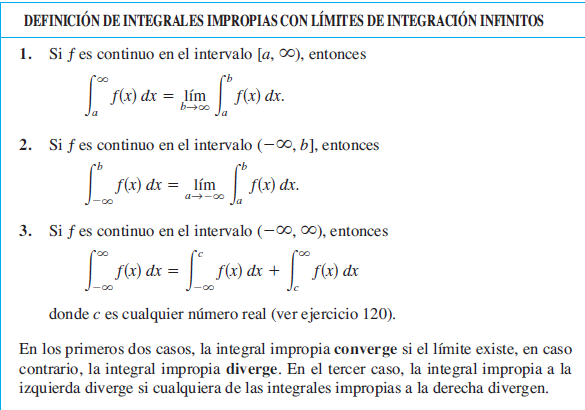 DEFINICIÓN DE INTEGRALES IMPROPIAS CON LÍMITES DE INTEGRACIÓN INFINITOS
1. Si f es continuo en el intervalo [a, ∞), entonces
∫_a^∞ f(x) dx = lím_{b→∞} ∫_a^b f(x) dx.
2. Si f es continuo en el intervalo (−∞, b], entonces
∫_{−∞}^b f(x) dx = lím_{a→−∞} ∫_a^b f(x) dx.
3. Si f es continuo en el intervalo (−∞, ∞), entonces
∫_{−∞}^∞ f(x) dx = ∫_{−∞}^c f(x) dx + ∫_c^∞ f(x) dx
donde c es cualquier número real (ver ejercicio 120).
En los primeros dos casos, la integral impropia converge si el límite existe, en caso
contrario, la integral impropia diverge. En el tercer caso, la integral impropia a la
izquierda diverge si cualquiera de las integrales impropias a la derecha divergen.